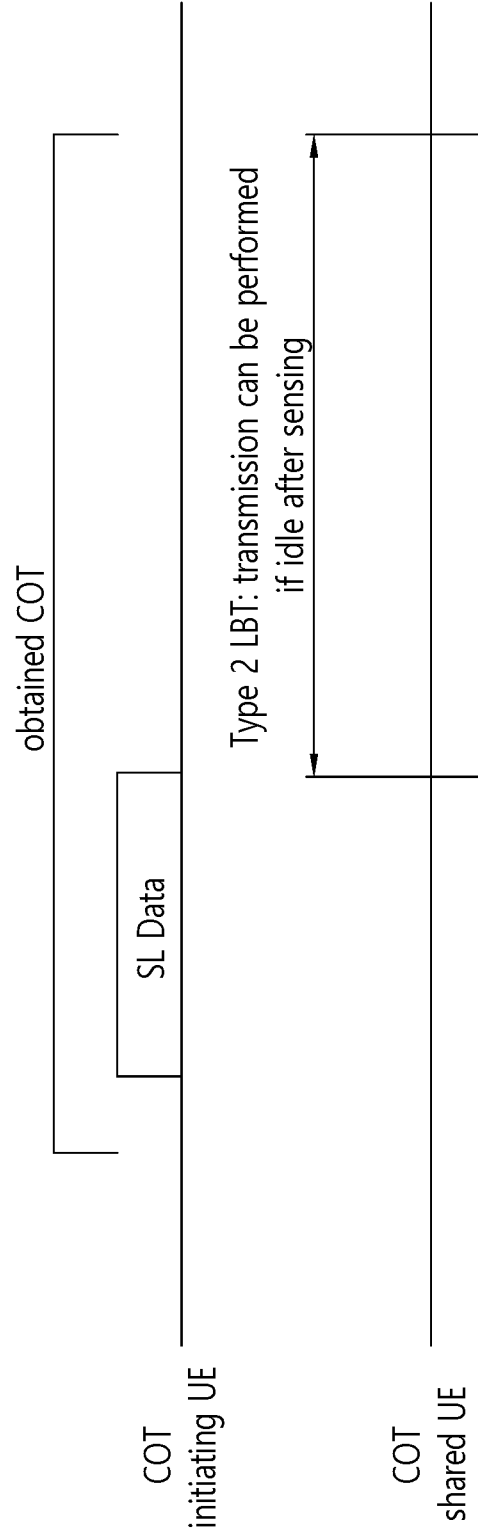 obtained COT
COT
initiating UE
SL Data
Type 2 LBT: transmission can be performed
if idle after sensing
COT
shared UE